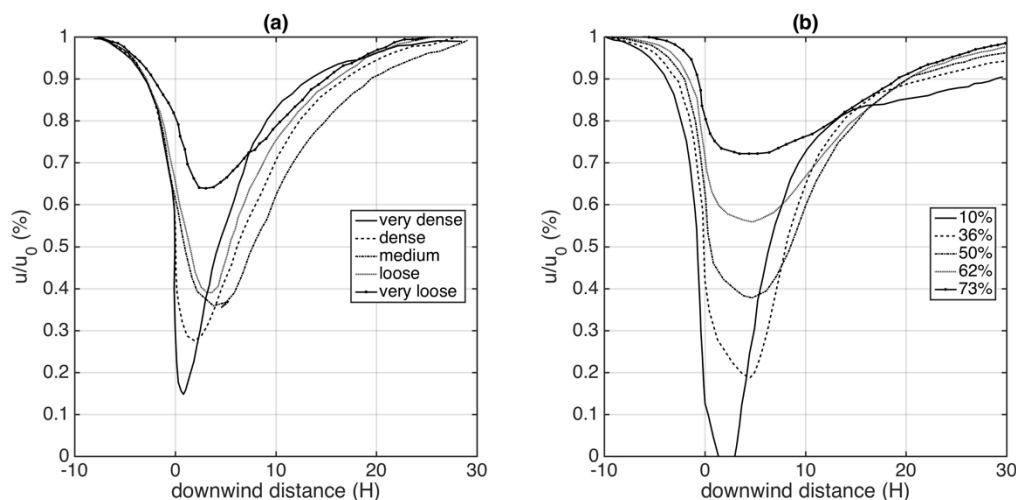 (a)
1
0.9
0.8
0.7
0.6
0.5
0.4
0.3
0.2
0.1
0
u/u0 (%)
-10 0 10 20 30
downwind distance (H)
very dense
dense
medium
loose
very loose
(b)
1
0.9
0.8
0.7
0.6
0.5
0.4
0.3
0.2
0.1
0
u/u0 (%)
-10 0 10 20 30
downwind distance (H)
10%
36%
50%
62%
73%